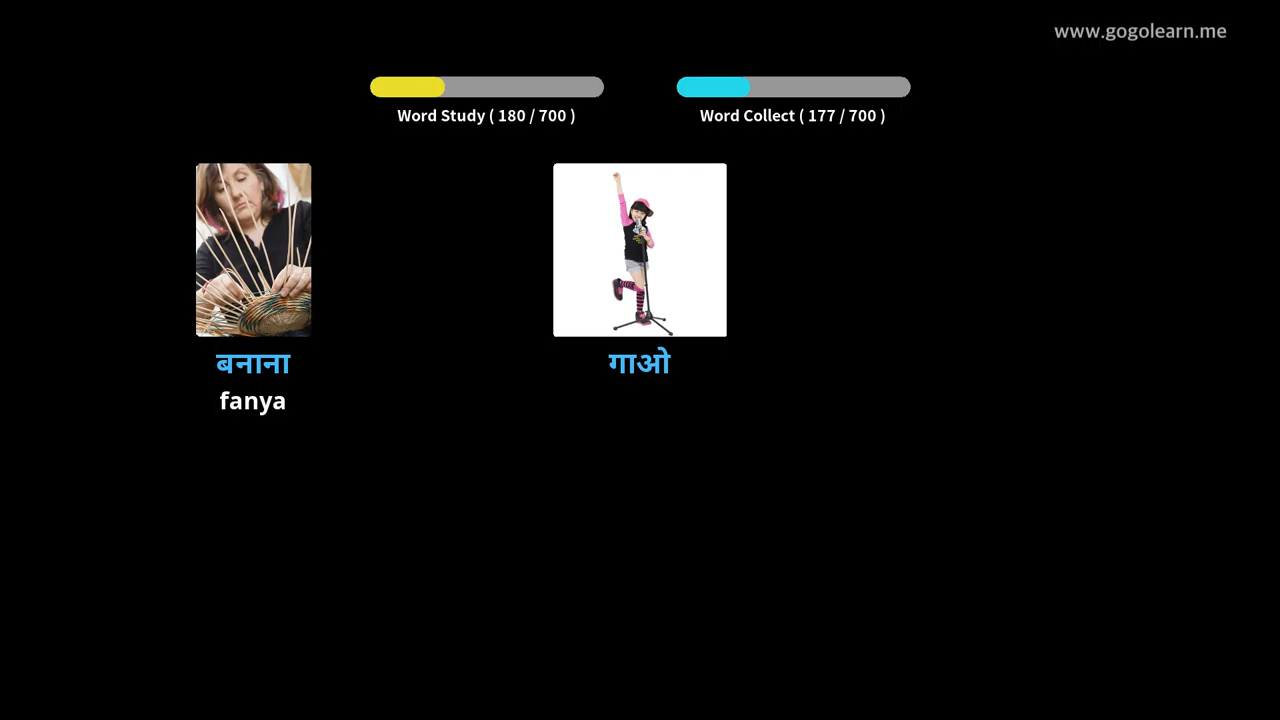 www.gogolearn.me
Word Study ( 180 / 700 )
Word Collect ( 177 / 700 )
बनाना
गाओ
fanya